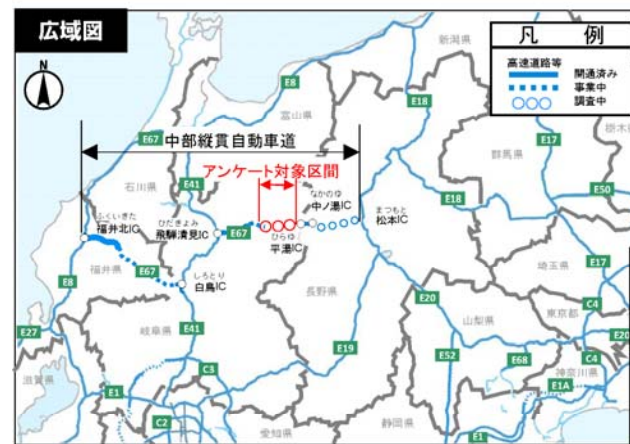 広域図
N
凡 例
高速道路等
開通済み
事業中
調査中
新潟県
E8
E18
富山県
E17
栃木県
群馬県
E67
中部縦貫自動車道
E18
石川県
アンケート対象区間
E41
E50
ふくいきた
福井北IC
ひだきよみ
飛騨清見IC
E67
なかのゆ
中ノ湯IC
ひらゆ
平湯IC
まつもと
松本IC
福井県
E67
しろとり
白鳥IC
長野県
埼玉県
E17
E8
C4
E20
東京都
E27
岐阜県
E41
山梨県
E20
E19
C4
滋賀県
C3
E52
E68
神奈川県
E1
E1A
C2
愛知県
静岡県
E1